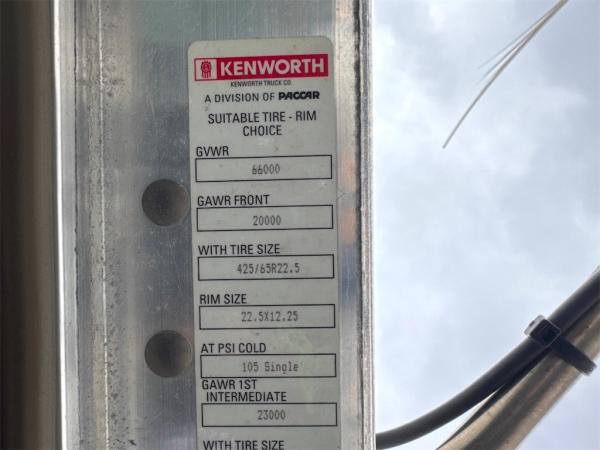 KENWORTH
KENWORTH TRUCK CO.
A DIVISION OF PACCAR
SUITABLE TIRE - RIM
CHOICE
GVWR
66000
GAWR FRONT
20000
WITH TIRE SIZE
425/65R22.5
RIM SIZE
22.5X12.25
AT PSI COLD
105 Single
GAWR 1ST
INTERMEDIATE
23000
WITH TIRE SIZE